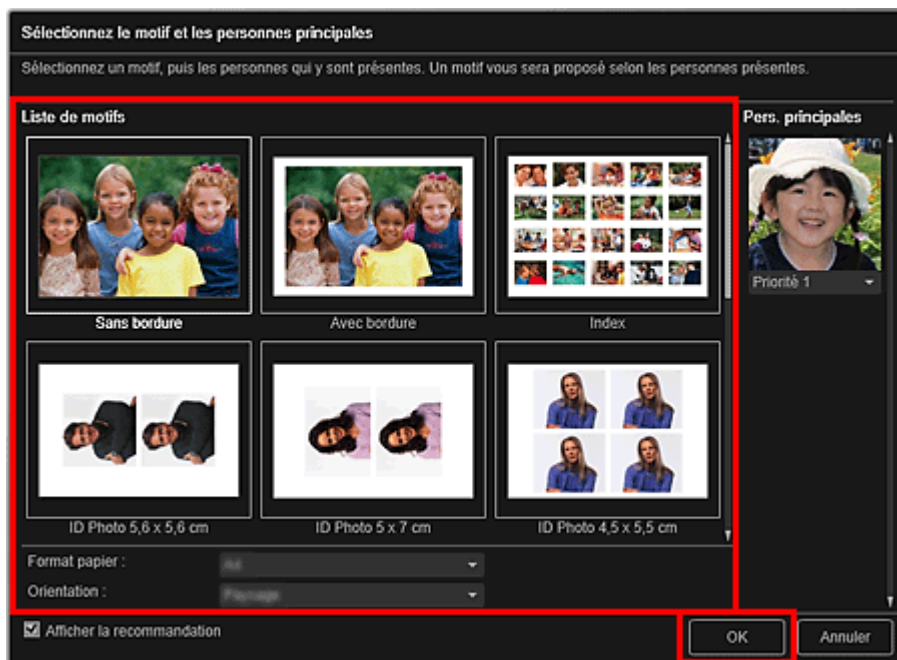 Sélectionnez le motif et les personnes principales
Sélectionnez un motif, puis les personnes qui y sont présentes. Un motif vous sera proposé selon les personnes présentes.
Liste de motifs
Pers. principales
Sans bordure
Avec bordure
Index
Priorité 1
ID Photo 5,6 x 5,6 cm
ID Photo 5 x 7 cm
ID Photo 4,5 x 5,5 cm
Format papier :
A4
Orientation :
Paysage
Afficher la recommandation
OK
Annuler